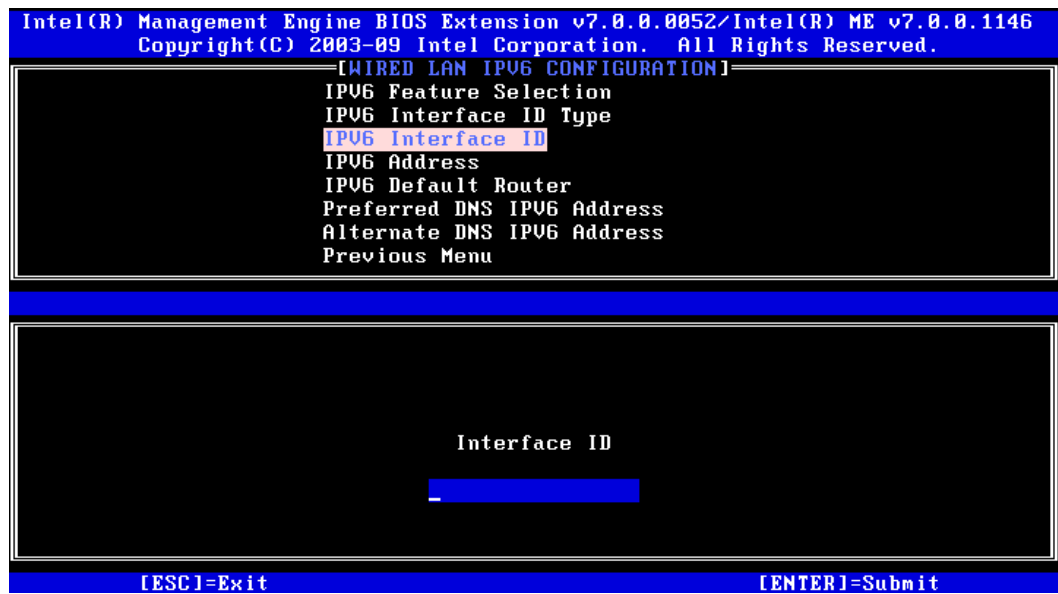 Intel(R) Management Engine BIOS Extension v7.0.0.0052/Intel(R) ME v7.0.0.1146
Copyright(C) 2003-09 Intel Corporation. All Rights Reserved.
[WIRED LAN IPV6 CONFIGURATION]
IPV6 Feature Selection
IPV6 Interface ID Type
IPV6 Interface ID
IPV6 Address
IPV6 Default Router
Preferred DNS IPV6 Address
Alternate DNS IPV6 Address
Previous Menu
Interface ID
[ESC]=Exit [ENTER]=Submit